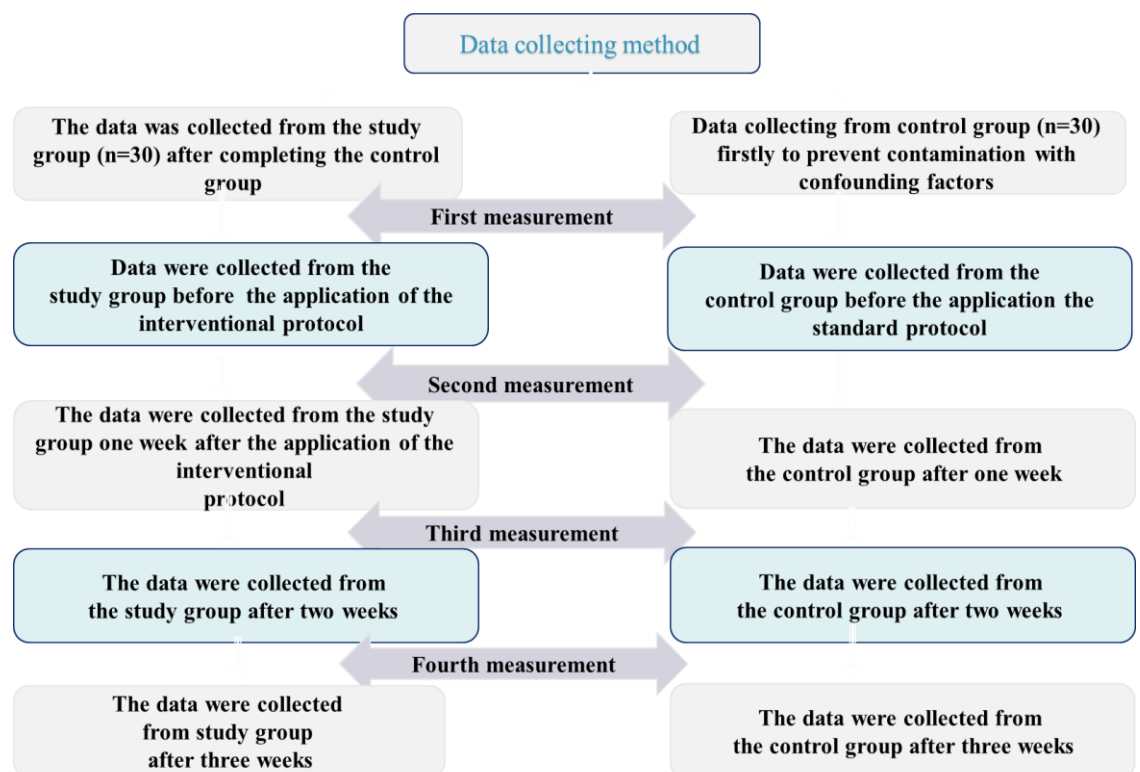 Data collecting method
The data was collected from the study
group (n=30) after completing the control
group
Data collecting from control group (n=30)
firstly to prevent contamination with
confounding factors
First measurement
Data were collected from the
study group before the application of the
interventional protocol
Data were collected from the
control group before the application the
standard protocol
Second measurement
The data were collected from the study
group one week after the application of the
interventional
protocol
The data were collected from
the control group after one week
Third measurement
The data were collected from
the study group after two weeks
The data were collected from
the control group after two weeks
Fourth measurement
The data were collected
from study group
after three weeks
The data were collected from
the control group after three weeks